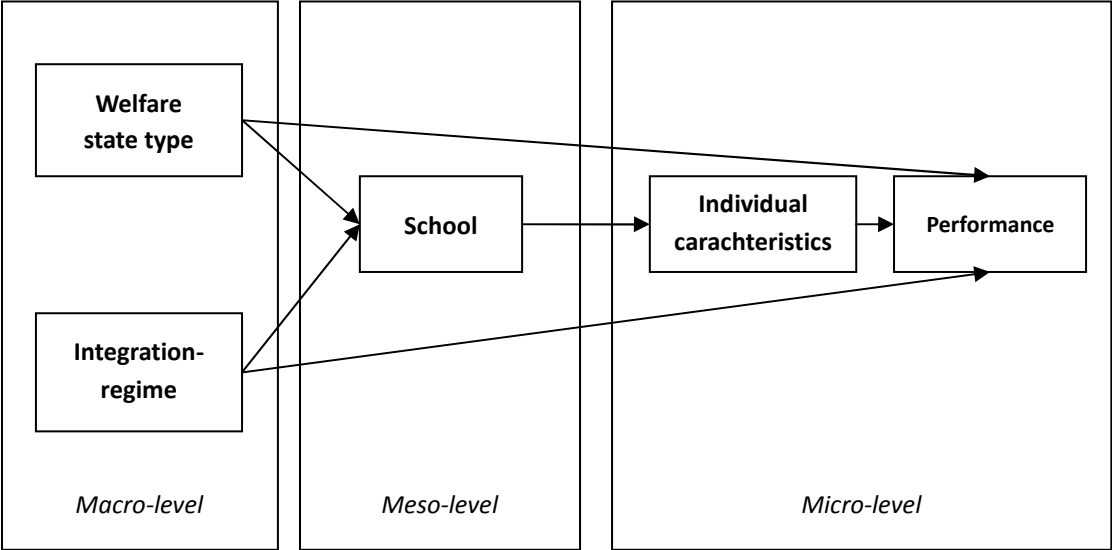 Welfare
state type
School
Individual
carachteristics
Performance
Integration-
regime
Macro-level
Meso-level
Micro-level